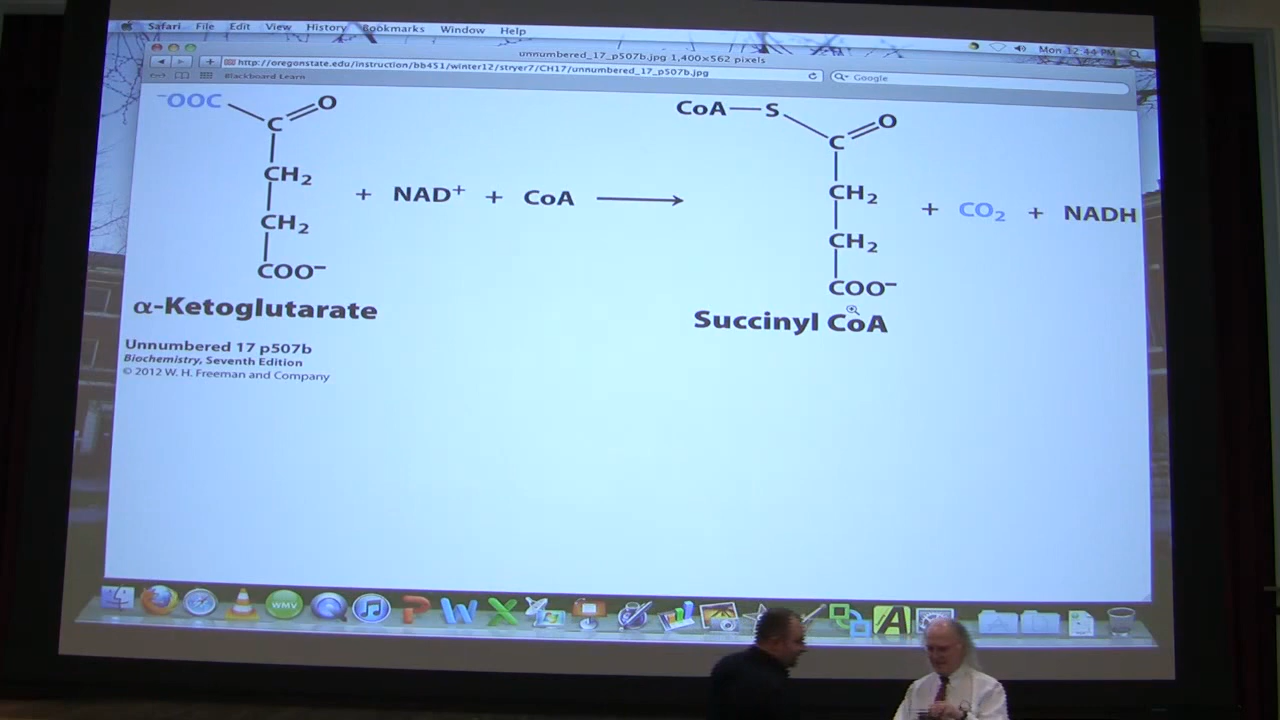 Safari File Edit View History Bookmarks Window Help Mon 12:44 PM
unnumbered_17_p507b.jpg 1,400×562 pixels
http://oregonstate.edu/instruction/bb451/winter12/stryer7/CH17/unnumbered_17_p507b.jpg Google
Blackboard Learn
⁻OOC O CoA—S O
C C
CH₂ CH₂
+ NAD⁺ + CoA ⟶ + CO₂ + NADH
CH₂ CH₂
COO⁻ COO⁻
α-Ketoglutarate Succinyl CoA
Unnumbered 17 p507b
Biochemistry, Seventh Edition
© 2012 W. H. Freeman and Company
WMV